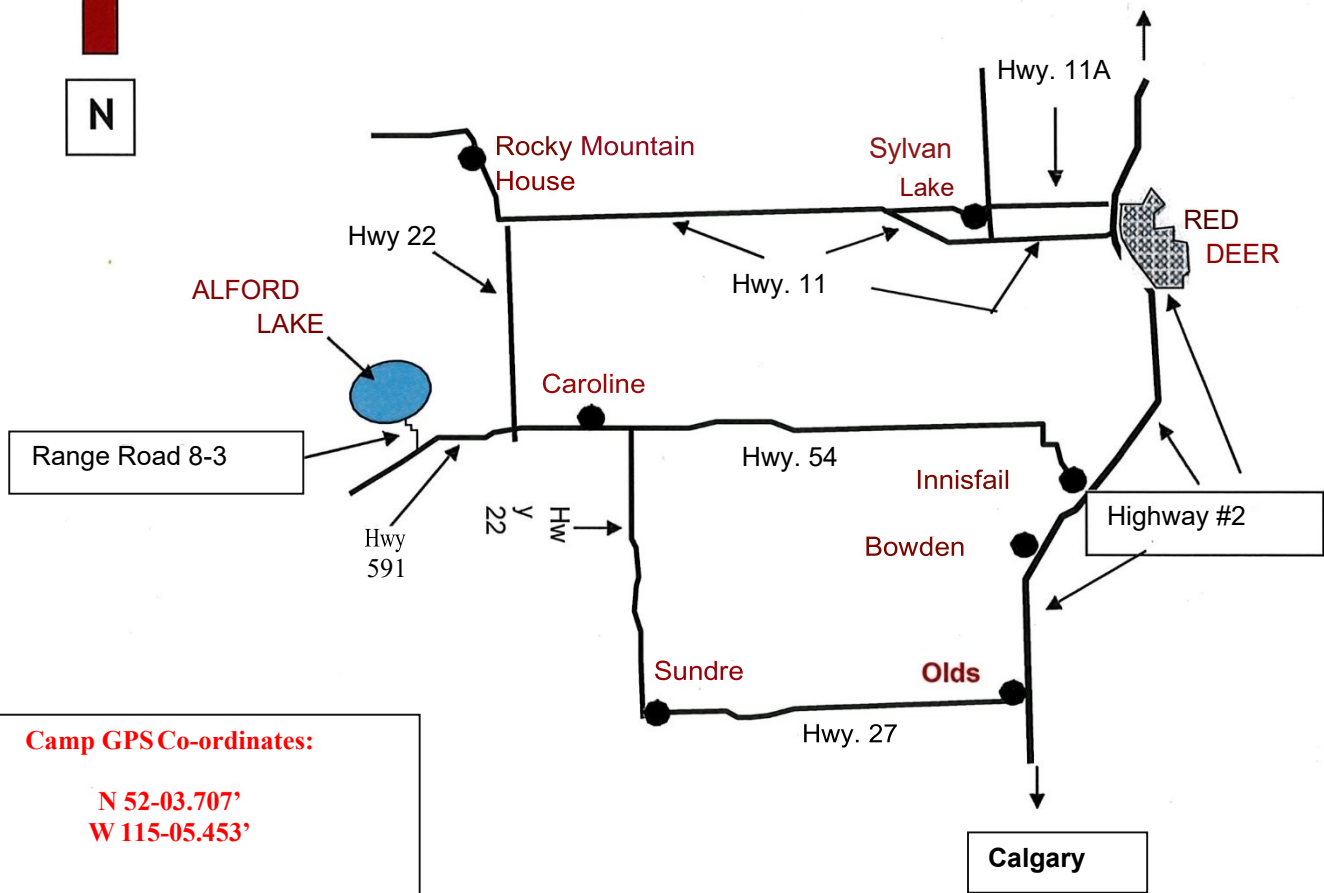 N
Hwy. 11A
Rocky Mountain
House
Sylvan
Lake
RED
DEER
Hwy 22
Hwy. 11
ALFORD
LAKE
Caroline
Range Road 8-3
Hwy. 54
Innisfail
Hw
y
22
Highway #2
Hwy
591
Bowden
Sundre
Olds
Hwy. 27
Camp GPS Co-ordinates:
N 52-03.707’
W 115-05.453’
Calgary